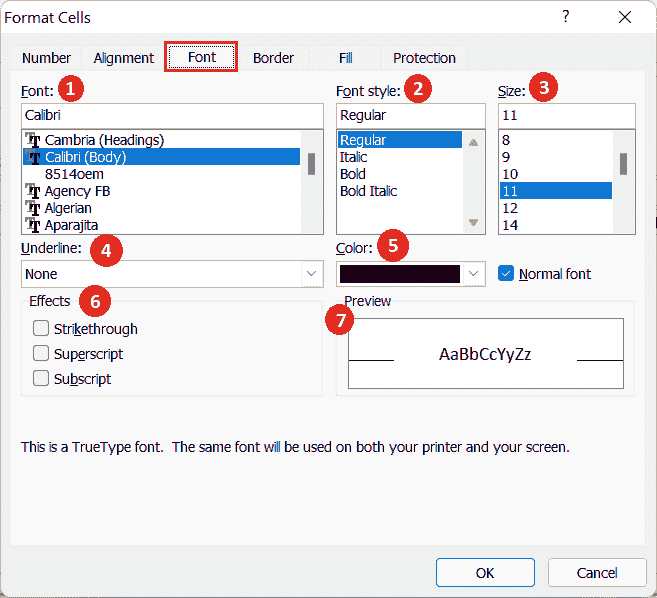 Format Cells ?
Number Alignment Font Border Fill Protection
Font: 1 Font style: 2 Size: 3
Calibri Regular 11
Cambria (Headings) Regular 8
Calibri (Body) Italic 9
8514oem Bold 10
Agency FB Bold Italic 11
Algerian 12
Aparajita 14
Underline: 4 Color: 5
None Normal font
Effects 6 Preview
7
Strikethrough
Superscript AaBbCcYyZz
Subscript
This is a TrueType font. The same font will be used on both your printer and your screen.
OK Cancel